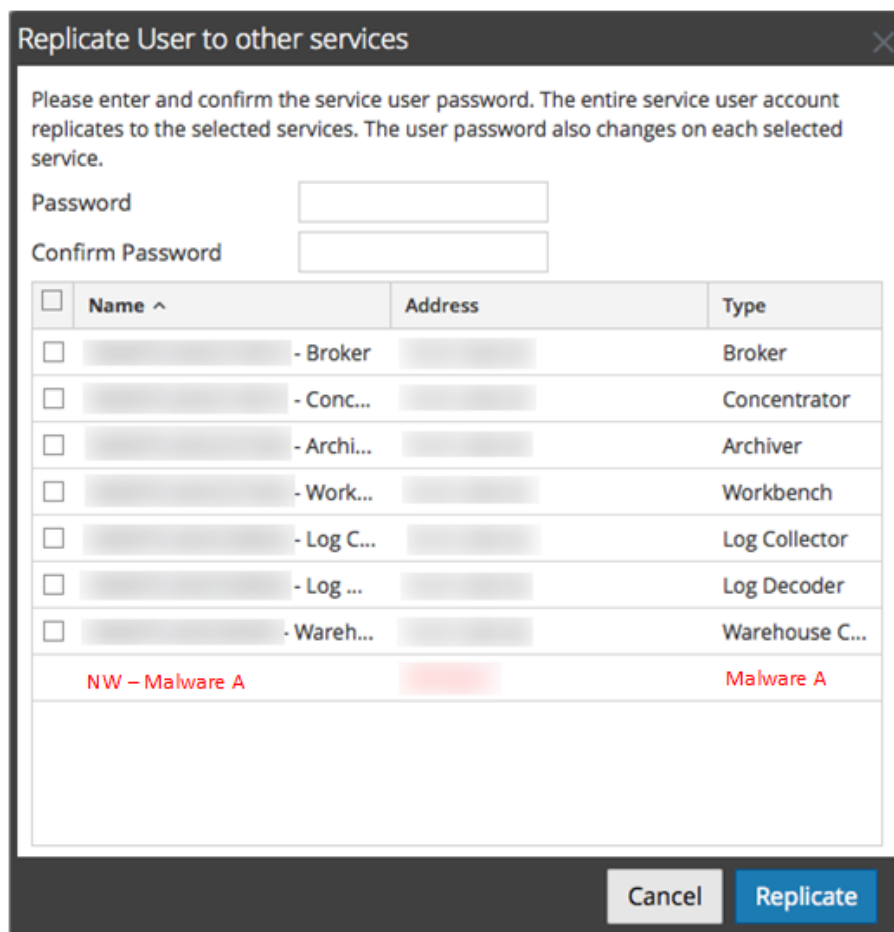 Replicate User to other services
Please enter and confirm the service user password. The entire service user account
replicates to the selected services. The user password also changes on each selected
service.
Password
Confirm Password
Name Address Type
- Broker Broker
- Conc... Concentrator
- Archi... Archiver
- Work... Workbench
- Log C... Log Collector
- Log ... Log Decoder
- Wareh... Warehouse C...
NW – Malware A Malware A
Cancel Replicate